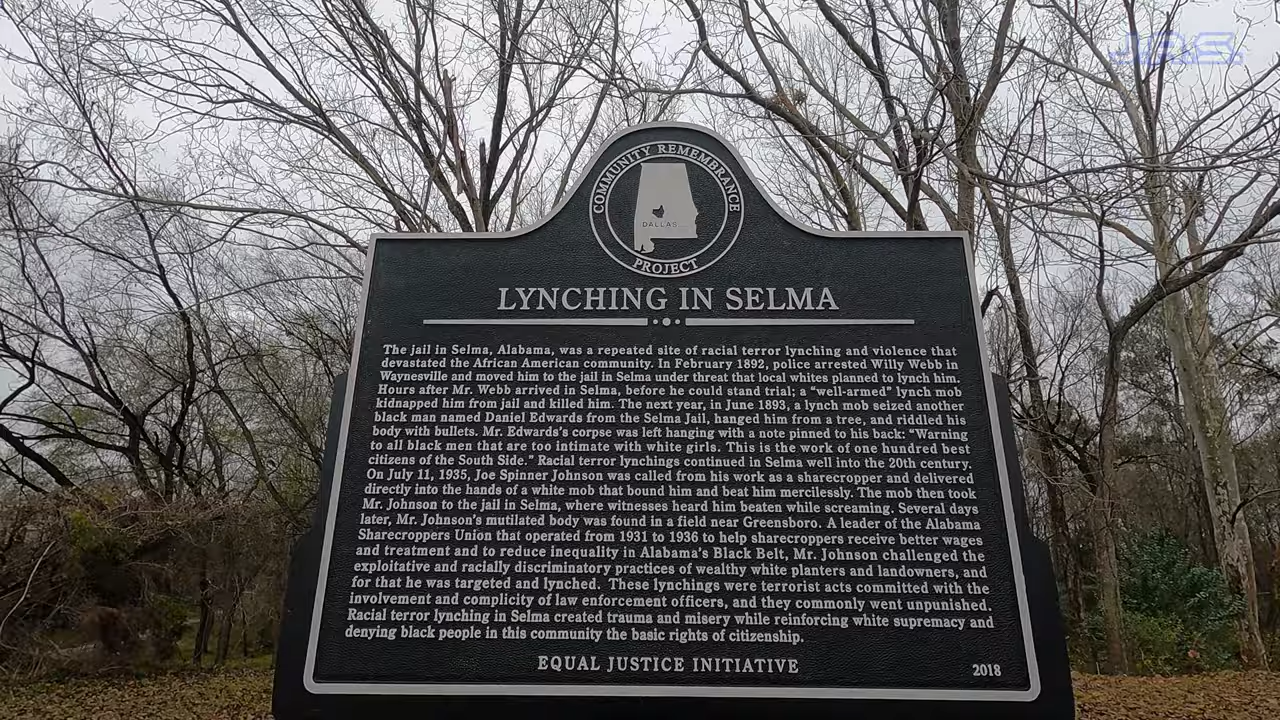 J.R.S.
COMMUNITY REMEMBRANCE
DALLAS
PROJECT
LYNCHING IN SELMA
The jail in Selma, Alabama, was a repeated site of racial terror lynching and violence that
devastated the African American community. In February 1892, police arrested Willy Webb in
Waynesville and moved him to the jail in Selma under threat that local whites planned to lynch him.
Hours after Mr. Webb arrived in Selma, before he could stand trial; a “well-armed” lynch mob
kidnapped him from jail and killed him. The next year, in June 1893, a lynch mob seized another
black man named Daniel Edwards from the Selma Jail, hanged him from a tree, and riddled his
body with bullets. Mr. Edwards’s corpse was left hanging with a note pinned to his back: “Warning
to all black men that are too intimate with white girls. This is the work of one hundred best
citizens of the South Side.” Racial terror lynchings continued in Selma well into the 20th century.
On July 11, 1935, Joe Spinner Johnson was called from his work as a sharecropper and delivered
directly into the hands of a white mob that bound him and beat him mercilessly. The mob then took
Mr. Johnson to the jail in Selma, where witnesses heard him beaten while screaming. Several days
later, Mr. Johnson’s mutilated body was found in a field near Greensboro. A leader of the Alabama
Sharecroppers Union that operated from 1931 to 1936 to help sharecroppers receive better wages
and treatment and to reduce inequality in Alabama’s Black Belt, Mr. Johnson challenged the
exploitative and racially discriminatory practices of wealthy white planters and landowners, and
for that he was targeted and lynched. These lynchings were terrorist acts committed with the
involvement and complicity of law enforcement officers, and they commonly went unpunished.
Racial terror lynching in Selma created trauma and misery while reinforcing white supremacy and
denying black people in this community the basic rights of citizenship.
EQUAL JUSTICE INITIATIVE
2018